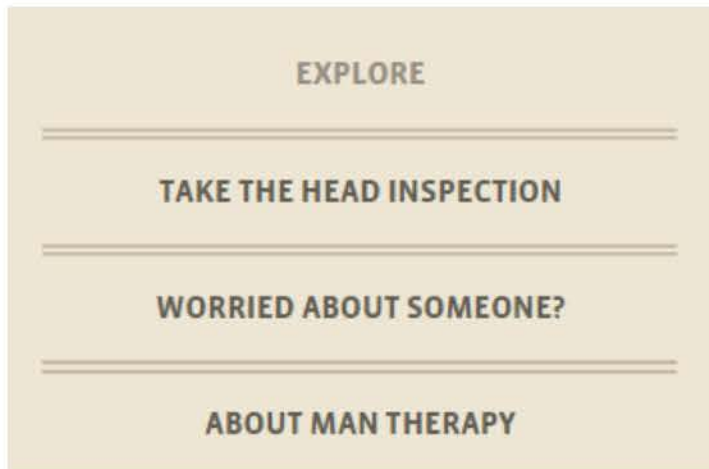 EXPLORE
TAKE THE HEAD INSPECTION
WORRIED ABOUT SOMEONE?
ABOUT MAN THERAPY